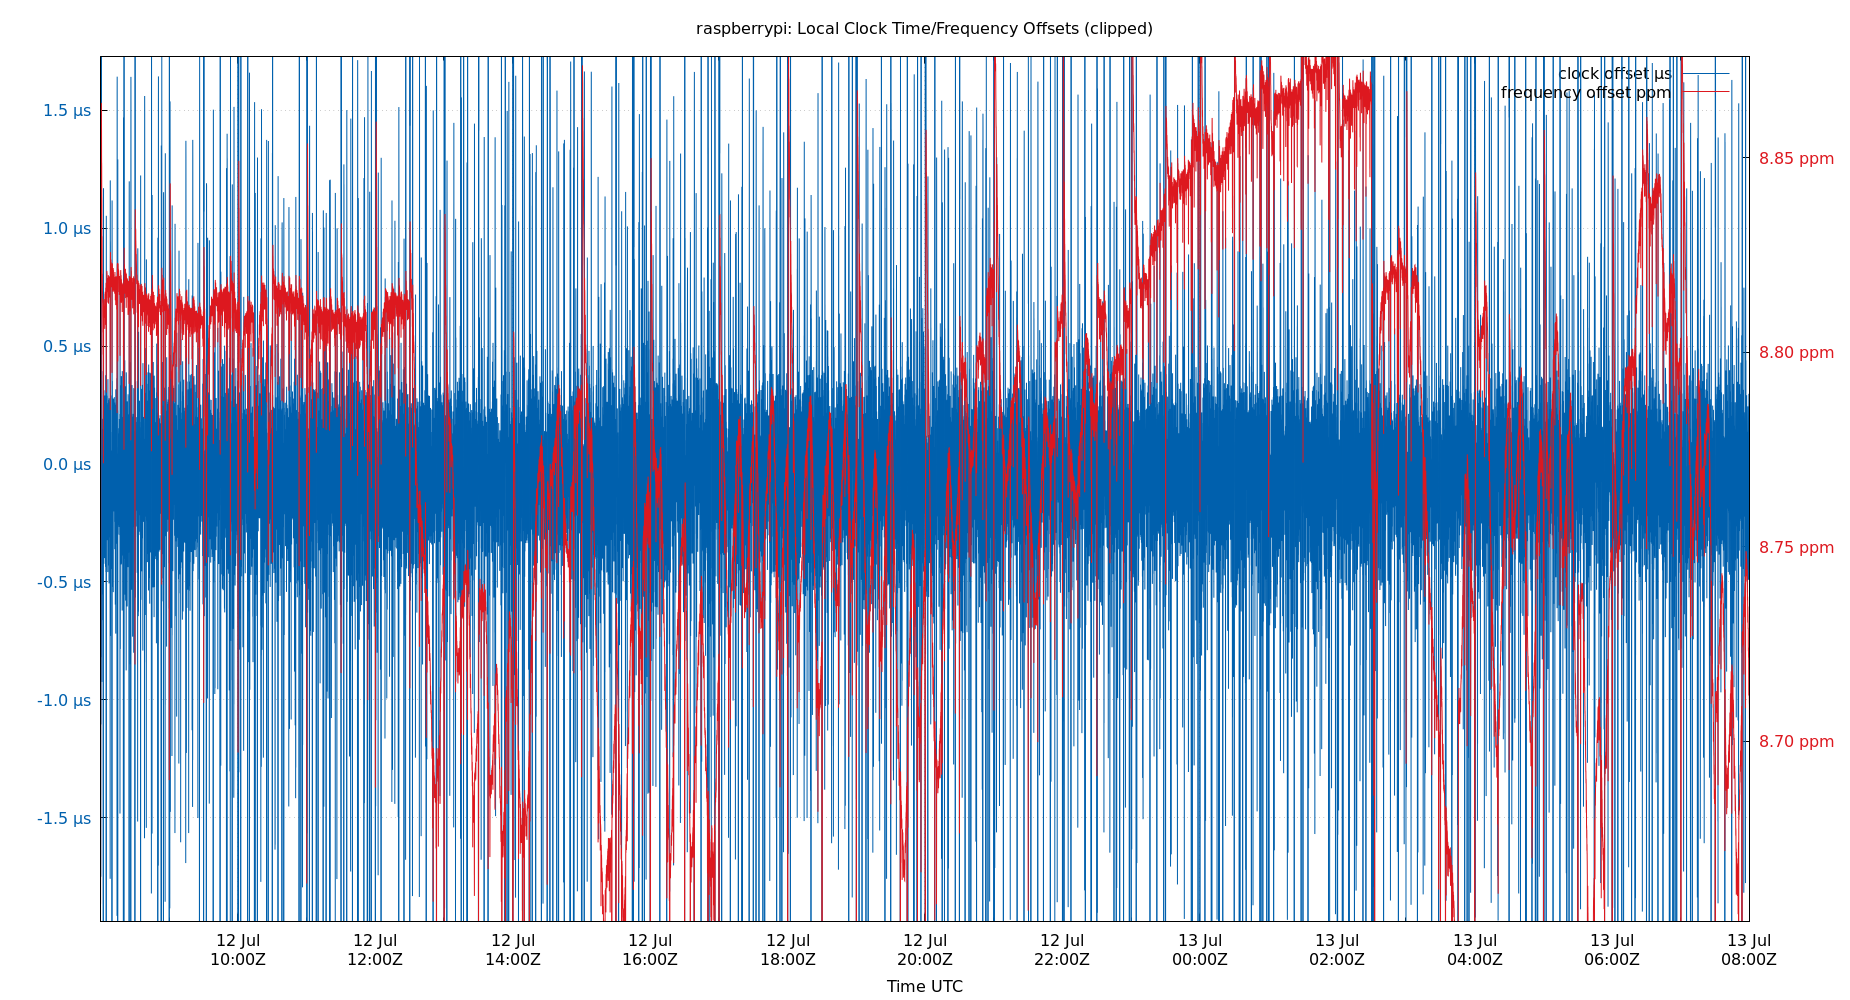 raspberrypi: Local Clock Time/Frequency Offsets (clipped)
clock offset µs
frequency offset ppm
1.5 µs
1.0 µs
0.5 µs
0.0 µs
-0.5 µs
-1.0 µs
-1.5 µs
8.85 ppm
8.80 ppm
8.75 ppm
8.70 ppm
12 Jul 12 Jul 12 Jul 12 Jul 12 Jul 12 Jul 12 Jul 13 Jul 13 Jul 13 Jul 13 Jul 13 Jul
10:00Z 12:00Z 14:00Z 16:00Z 18:00Z 20:00Z 22:00Z 00:00Z 02:00Z 04:00Z 06:00Z 08:00Z
Time UTC